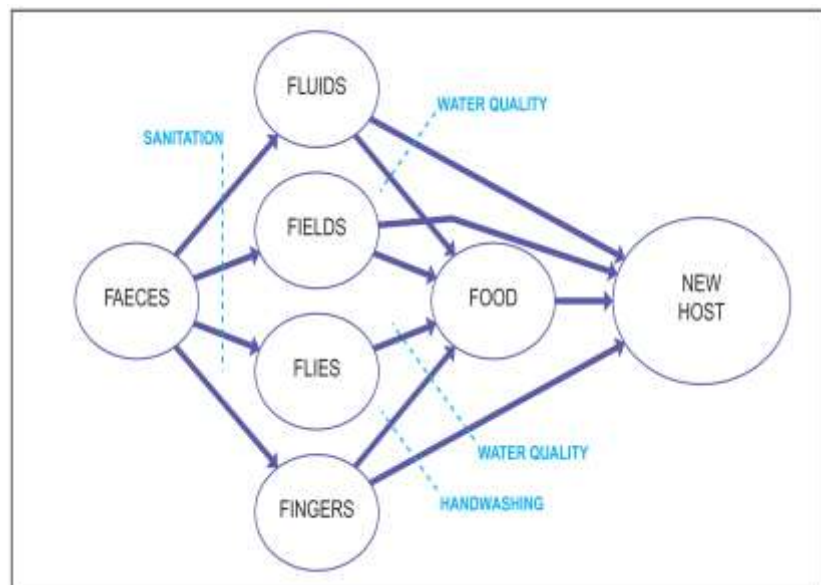 FLUIDS
WATER QUALITY
SANITATION
FIELDS
FAECES
FOOD
NEW
HOST
FLIES
WATER QUALITY
HANDWASHING
FINGERS